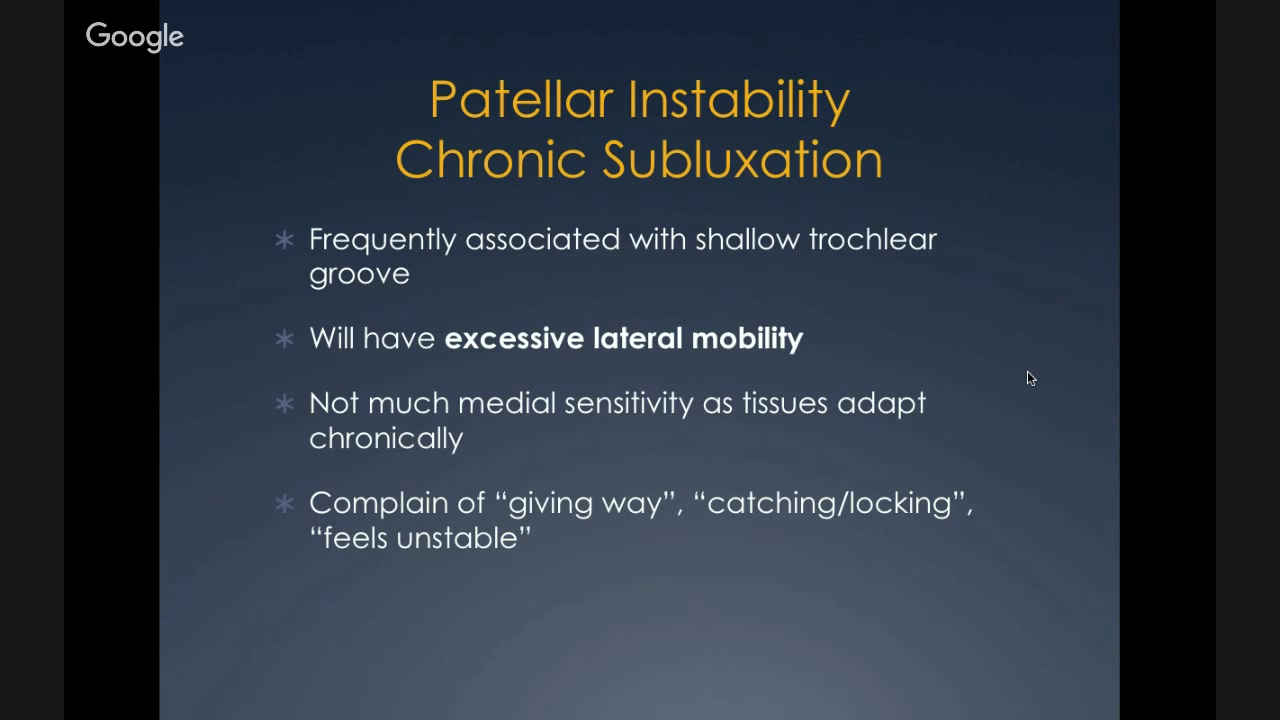 Google
Patellar Instability
Chronic Subluxation
Frequently associated with shallow trochlear
groove
Will have excessive lateral mobility
Not much medial sensitivity as tissues adapt
chronically
Complain of “giving way”, “catching/locking”,
“feels unstable”